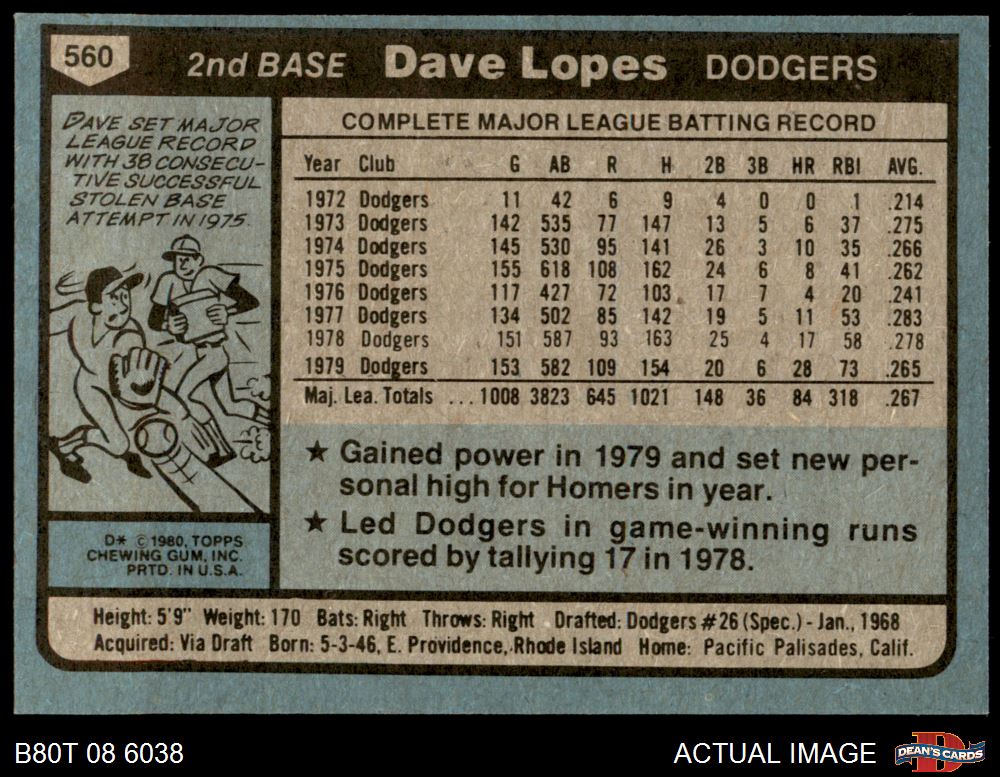 560
2nd BASE Dave Lopes DODGERS
DAVE SET MAJOR
LEAGUE RECORD
WITH 38 CONSECU-
TIVE SUCCESSFUL
STOLEN BASE
ATTEMPT IN 1975.
D* © 1980, TOPPS
CHEWING GUM, INC.
PRTD. IN U.S.A.
COMPLETE MAJOR LEAGUE BATTING RECORD
Year Club G AB R H 2B 3B HR RBI AVG.
1972 Dodgers 11 42 6 9 4 0 0 1 .214
1973 Dodgers 142 535 77 147 13 5 6 37 .275
1974 Dodgers 145 530 95 141 26 3 10 35 .266
1975 Dodgers 155 618 108 162 24 6 8 41 .262
1976 Dodgers 117 427 72 103 17 7 4 20 .241
1977 Dodgers 134 502 85 142 19 5 11 53 .283
1978 Dodgers 151 587 93 163 25 4 17 58 .278
1979 Dodgers 153 582 109 154 20 6 28 73 .265
Maj. Lea. Totals ... 1008 3823 645 1021 148 36 84 318 .267
★ Gained power in 1979 and set new per-
sonal high for Homers in year.
★ Led Dodgers in game-winning runs
scored by tallying 17 in 1978.
Height: 5'9" Weight: 170 Bats: Right Throws: Right Drafted: Dodgers #26 (Spec.) - Jan., 1968
Acquired: Via Draft Born: 5-3-46, E. Providence, Rhode Island Home: Pacific Palisades, Calif.
B80T 08 6038
ACTUAL IMAGE
D
DEAN'S CARDS